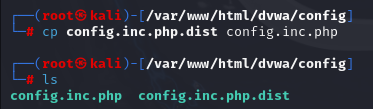 ┌──(root㉿kali)-[/var/www/html/dvwa/config]
└─# cp config.inc.php.dist config.inc.php
┌──(root㉿kali)-[/var/www/html/dvwa/config]
└─# ls
config.inc.php  config.inc.php.dist